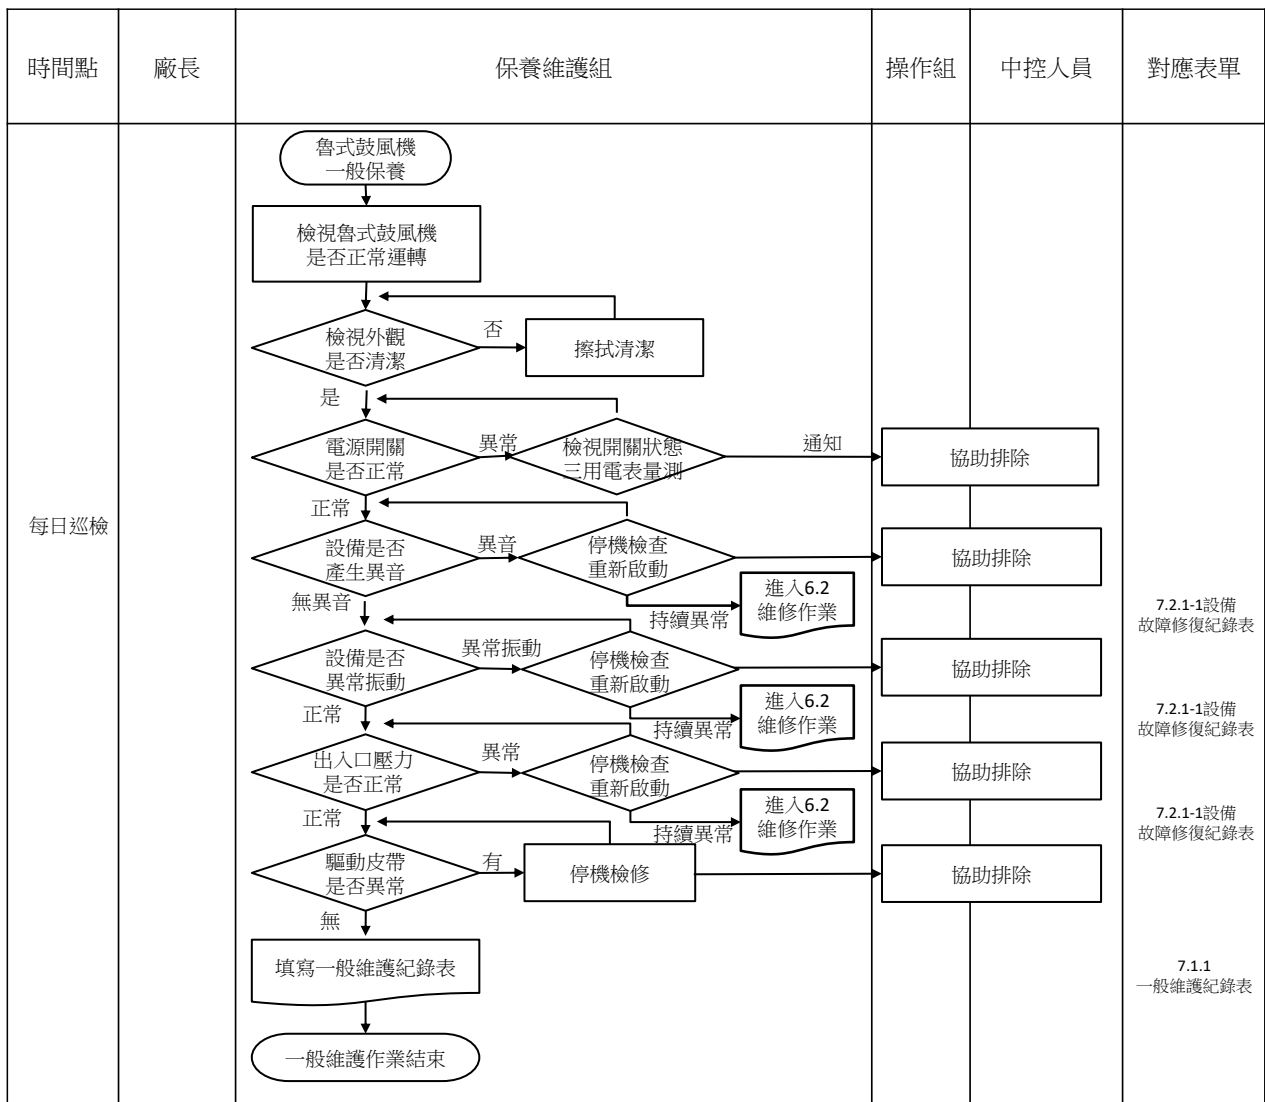 時間點
廠長
保養維護組
操作組
中控人員
對應表單
魯式鼓風機
一般保養
檢視魯式鼓風機
是否正常運轉
檢視外觀
是否清潔
否
擦拭清潔
是
電源開關
是否正常
異常
檢視開關狀態
三用電表量測
通知
協助排除
正常
每日巡檢
設備是否
產生異音
異音
停機檢查
重新啟動
協助排除
無異音
持續異常
進入6.2
維修作業
7.2.1-1設備
故障修復紀錄表
設備是否
異常振動
異常振動
停機檢查
重新啟動
協助排除
正常
持續異常
進入6.2
維修作業
7.2.1-1設備
故障修復紀錄表
出入口壓力
是否正常
異常
停機檢查
重新啟動
協助排除
正常
持續異常
進入6.2
維修作業
7.2.1-1設備
故障修復紀錄表
驅動皮帶
是否異常
有
停機檢修
協助排除
無
填寫一般維護紀錄表
7.1.1
一般維護紀錄表
一般維護作業結束